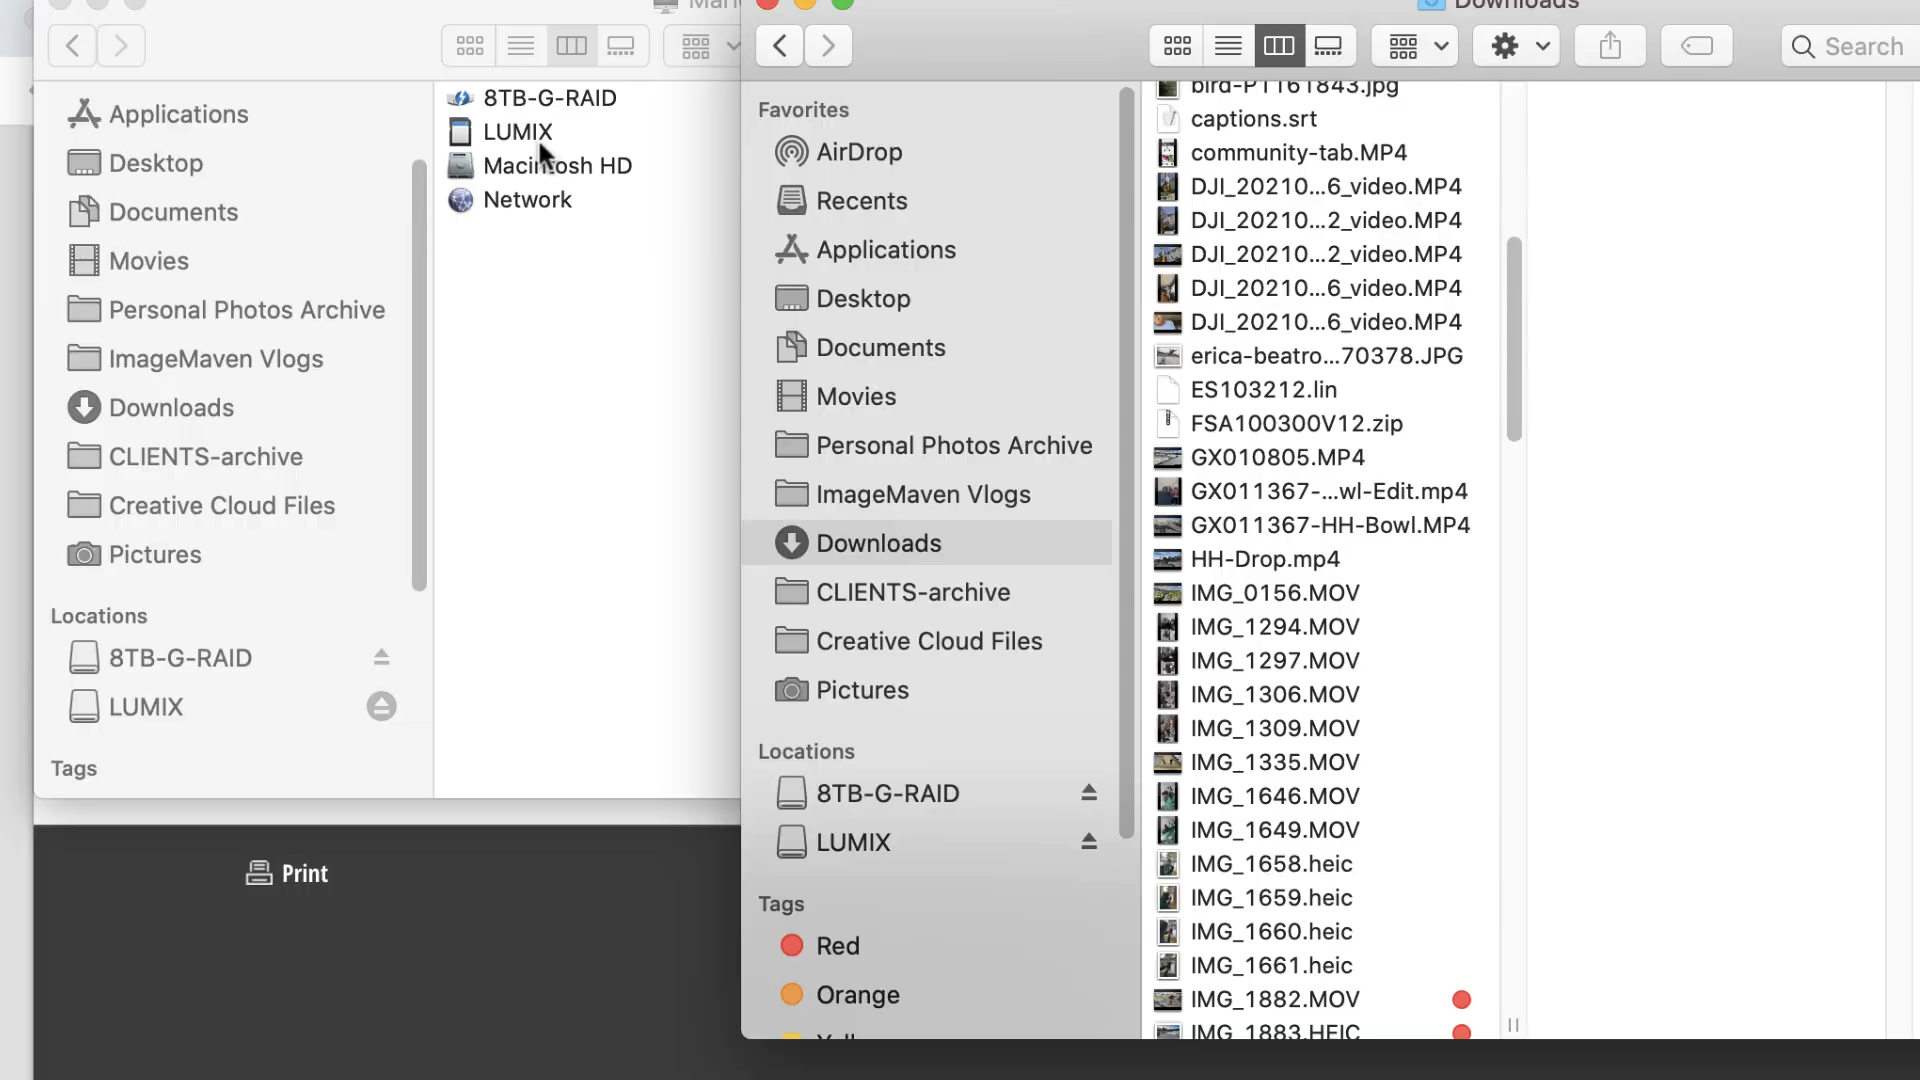 Applications
Desktop
Documents
Movies
Personal Photos Archive
ImageMaven Vlogs
Downloads
CLIENTS-archive
Creative Cloud Files
Pictures
Locations
8TB-G-RAID
LUMIX
Tags
8TB-G-RAID
LUMIX
Macintosh HD
Network
Print
Downloads
Search
Favorites
AirDrop
Recents
Applications
Desktop
Documents
Movies
Personal Photos Archive
ImageMaven Vlogs
Downloads
CLIENTS-archive
Creative Cloud Files
Pictures
Locations
8TB-G-RAID
LUMIX
Tags
Red
Orange
bird-P1161843.jpg
captions.srt
community-tab.MP4
DJI_20210...6_video.MP4
DJI_20210...2_video.MP4
DJI_20210...2_video.MP4
DJI_20210...6_video.MP4
DJI_20210...6_video.MP4
erica-beatro...70378.JPG
ES103212.lin
FSA100300V12.zip
GX010805.MP4
GX011367-...wl-Edit.mp4
GX011367-HH-Bowl.MP4
HH-Drop.mp4
IMG_0156.MOV
IMG_1294.MOV
IMG_1297.MOV
IMG_1306.MOV
IMG_1309.MOV
IMG_1335.MOV
IMG_1646.MOV
IMG_1649.MOV
IMG_1658.heic
IMG_1659.heic
IMG_1660.heic
IMG_1661.heic
IMG_1882.MOV
IMG_1883.HEIC